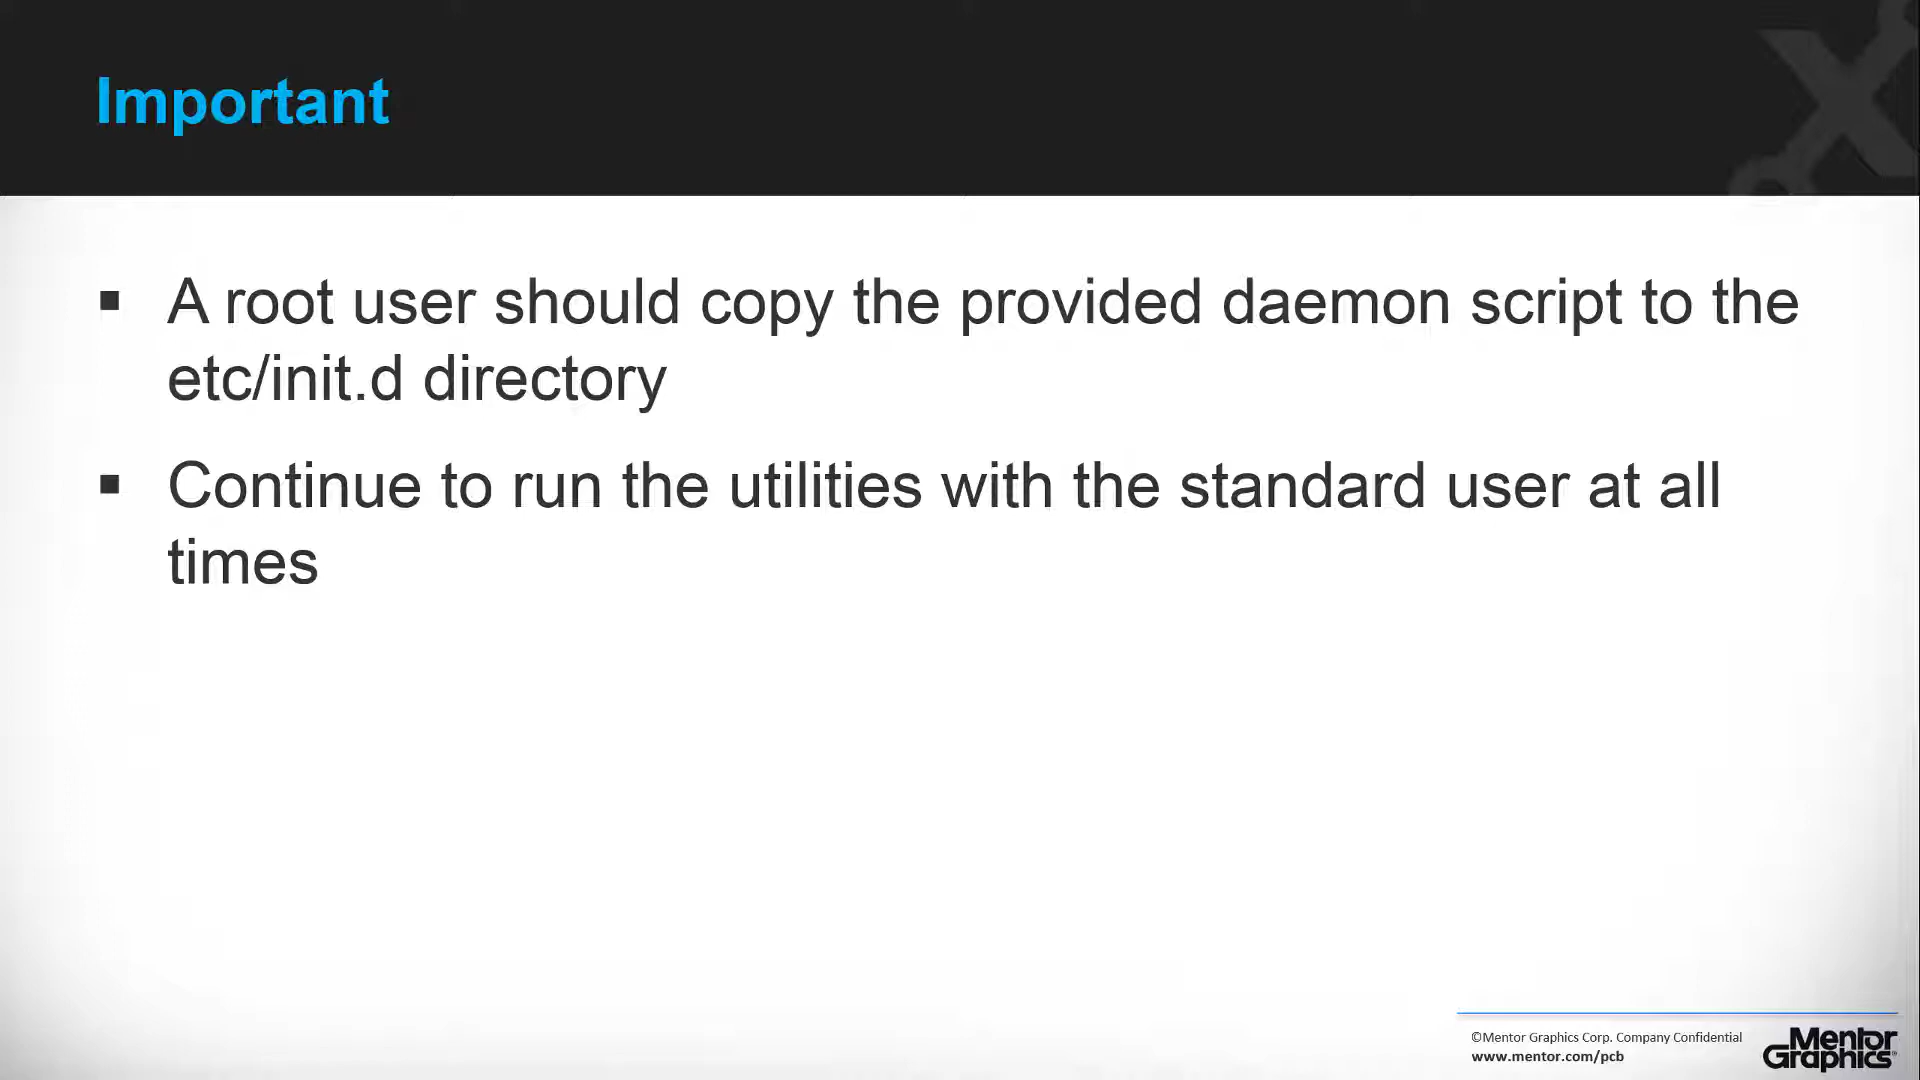 Important
▪ A root user should copy the provided daemon script to the
etc/init.d directory
▪ Continue to run the utilities with the standard user at all
times
©Mentor Graphics Corp. Company Confidential
www.mentor.com/pcb
Mentor
Graphics®